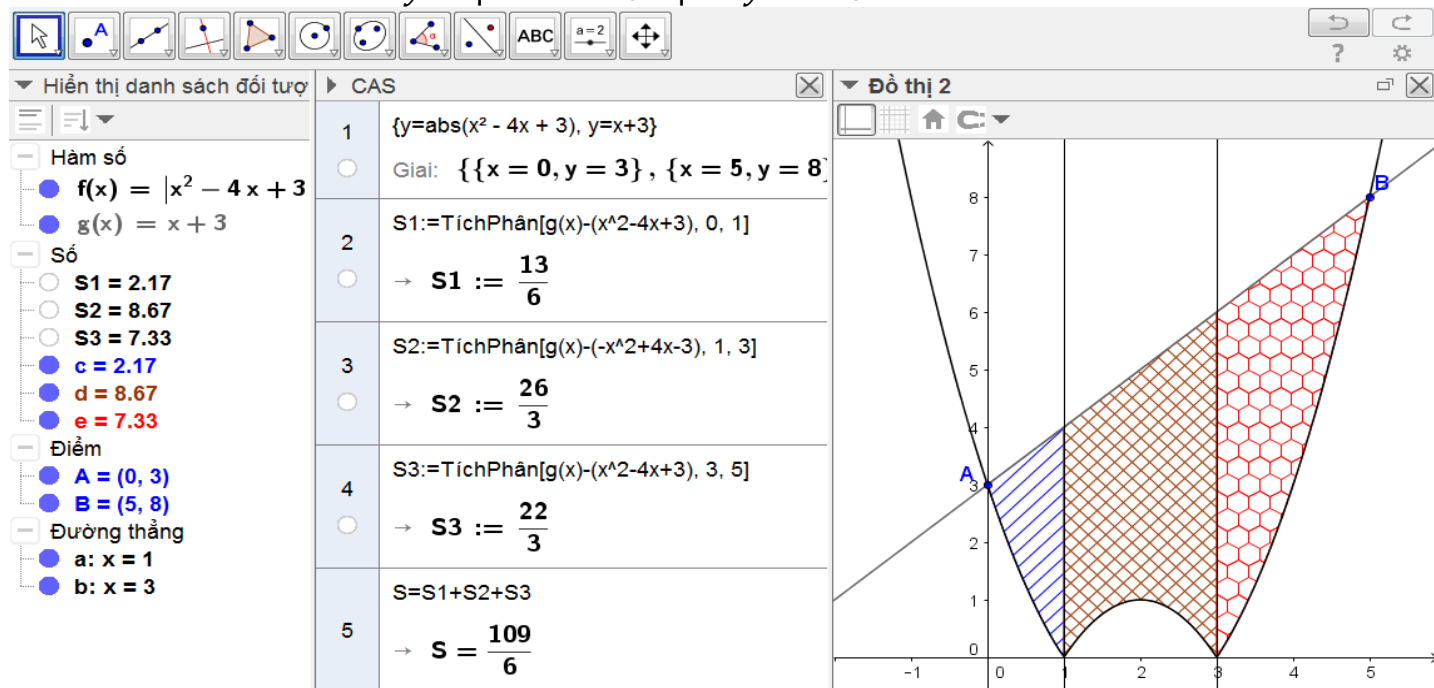 ABC
a=2
?
Hiển thị danh sách đối tượ
CAS
Đồ thị 2
Hàm số
f(x) = |x² − 4 x + 3
g(x) = x + 3
Số
S1 = 2.17
S2 = 8.67
S3 = 7.33
c = 2.17
d = 8.67
e = 7.33
Điểm
A = (0, 3)
B = (5, 8)
Đường thẳng
a: x = 1
b: x = 3
1
{y=abs(x² - 4x + 3), y=x+3}
Giai: {{x = 0, y = 3} , {x = 5, y = 8}
2
S1:=TíchPhân[g(x)-(x^2-4x+3), 0, 1]
→ S1 := 13/6
3
S2:=TíchPhân[g(x)-(-x^2+4x-3), 1, 3]
→ S2 := 26/3
4
S3:=TíchPhân[g(x)-(x^2-4x+3), 3, 5]
→ S3 := 22/3
5
S=S1+S2+S3
→ S = 109/6
8
B
7
6
5
4
A
3
2
1
0
-1
0
1
2
3
4
5